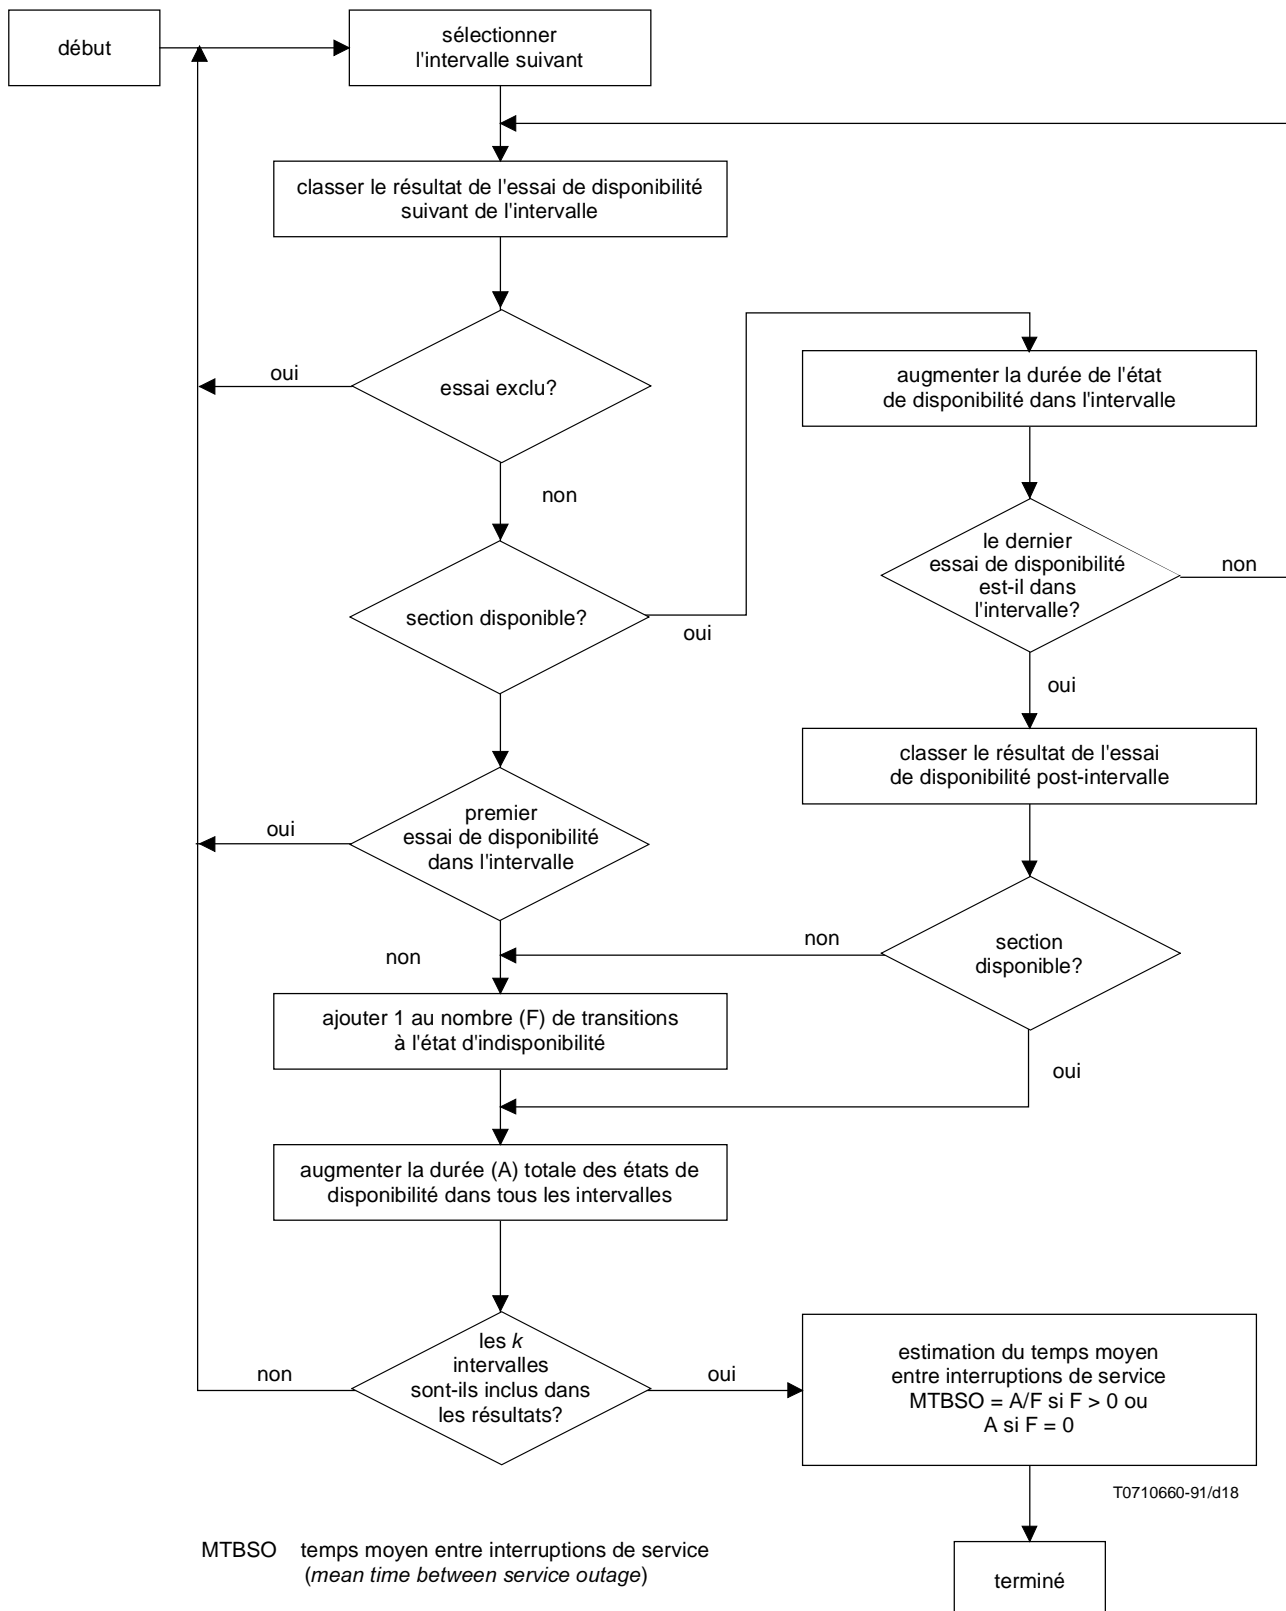 début
sélectionner
l'intervalle suivant
classer le résultat de l'essai de disponibilité
suivant de l'intervalle
oui
essai exclu?
augmenter la durée de l'état
de disponibilité dans l'intervalle
non
le dernier
essai de disponibilité
est-il dans
l'intervalle?
non
section disponible?
oui
oui
classer le résultat de l'essai
de disponibilité post-intervalle
premier
essai de disponibilité
dans l'intervalle
oui
non
non
section
disponible?
ajouter 1 au nombre (F) de transitions
à l'état d'indisponibilité
oui
augmenter la durée (A) totale des états de
disponibilité dans tous les intervalles
les k
intervalles
sont-ils inclus dans
les résultats?
non
oui
estimation du temps moyen
entre interruptions de service
MTBSO = A/F si F > 0 ou
A si F = 0
T0710660-91/d18
MTBSO temps moyen entre interruptions de service
(mean time between service outage)
terminé